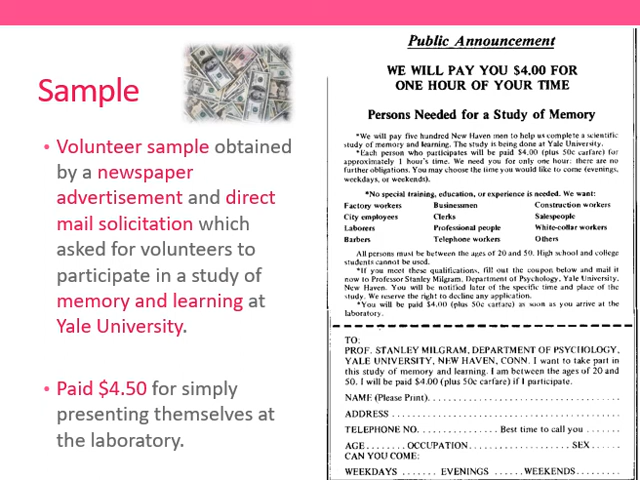 Sample
• Volunteer sample obtained
by a newspaper
advertisement and direct
mail solicitation which
asked for volunteers to
participate in a study of
memory and learning at
Yale University.
• Paid $4.50 for simply
presenting themselves at
the laboratory.
Public Announcement
WE WILL PAY YOU $4.00 FOR
ONE HOUR OF YOUR TIME
Persons Needed for a Study of Memory
*We will pay five hundred New Haven men to help us complete a scientific
study of memory and learning. The study is being done at Yale University.
*Each person who participates will be paid $4.00 (plus 50c carfare) for
approximately 1 hour's time. We need you for only one hour: there are no
further obligations. You may choose the time you would like to come (evenings,
weekdays, or weekends).
*No special training, education, or experience is needed. We want:
Factory workers Businessmen Construction workers
City employees Clerks Salespeople
Laborers Professional people White-collar workers
Barbers Telephone workers Others
All persons must be between the ages of 20 and 50. High school and college
students cannot be used.
*If you meet these qualifications, fill out the coupon below and mail it
now to Professor Stanley Milgram, Department of Psychology, Yale University,
New Haven. You will be notified later of the specific time and place of the
study. We reserve the right to decline any application.
*You will be paid $4.00 (plus 50c carfare) as soon as you arrive at the
laboratory.
TO:
PROF. STANLEY MILGRAM, DEPARTMENT OF PSYCHOLOGY,
YALE UNIVERSITY, NEW HAVEN, CONN. I want to take part in
this study of memory and learning. I am between the ages of 20 and
50. I will be paid $4.00 (plus 50c carfare) if I participate.
NAME (Please Print). . . . . . . . . . . . . . . . . . . . . . . . . . . . . . . .
ADDRESS . . . . . . . . . . . . . . . . . . . . . . . . . . . . . . . . . . . . . . .
TELEPHONE NO. . . . . . . . . . . . . . . . Best time to call you . . . . . . .
AGE. . . . . . . . OCCUPATION. . . . . . . . . . . . . . . . . . . SEX . . . . .
CAN YOU COME:
WEEKDAYS . . . . . . . EVENINGS . . . . . . WEEKENDS. . . . . . . . .